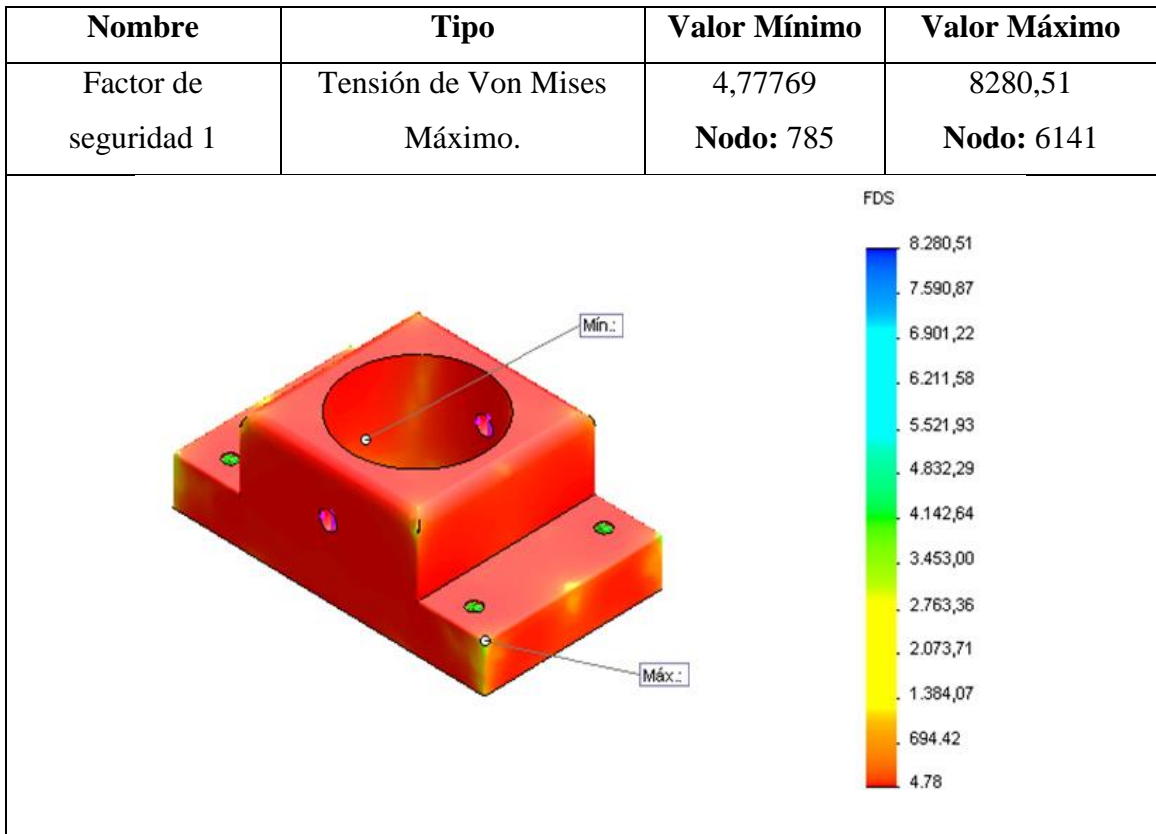 Nombre Tipo Valor Mínimo Valor Máximo
Factor de Tensión de Von Mises 4,77769 8280,51
seguridad 1 Máximo. Nodo: 785 Nodo: 6141
FDS
8.280,51
7.590,87
6.901,22
6.211,58
5.521,93
4.832,29
4.142,64
3.453,00
2.763,36
2.073,71
1.384,07
694.42
4.78
Mín.:
Máx.: